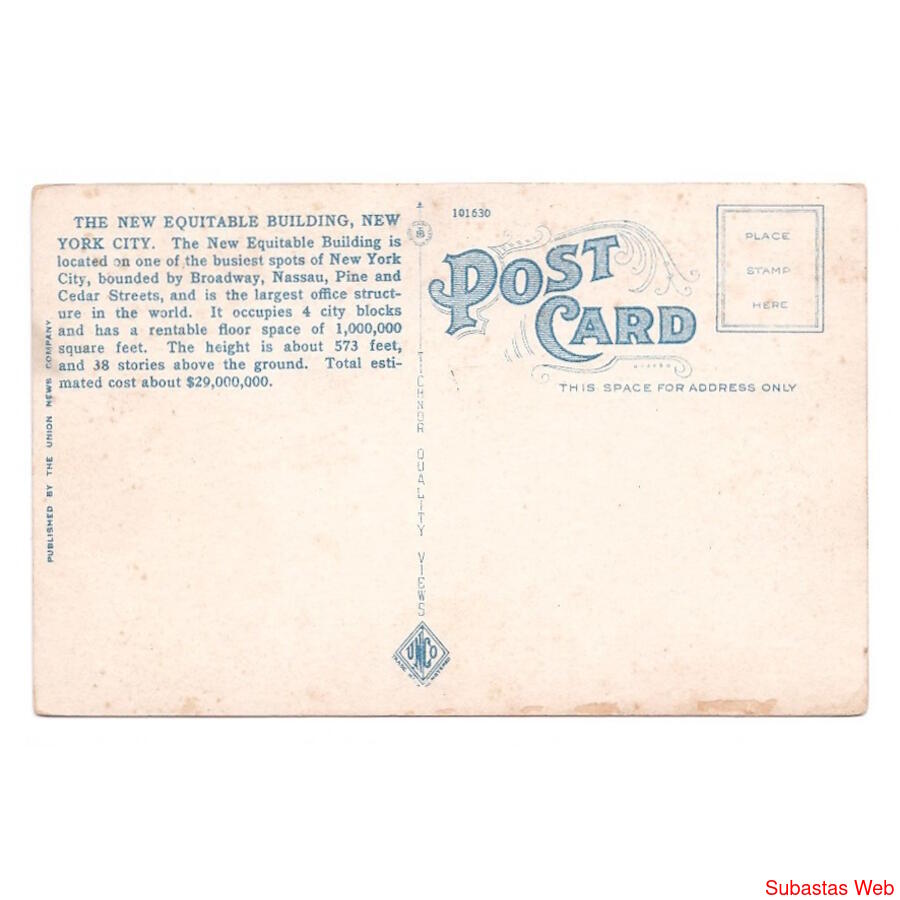 THE NEW EQUITABLE BUILDING, NEW
YORK CITY. The New Equitable Building is
located on one of the busiest spots of New York
City, bounded by Broadway, Nassau, Pine and
Cedar Streets, and is the largest office struct-
ure in the world. It occupies 4 city blocks
and has a rentable floor space of 1,000,000
square feet. The height is about 573 feet,
and 38 stories above the ground. Total esti-
mated cost about $29,000,000.
PUBLISHED BY THE UNION NEWS COMPANY
TICHNOR QUALITY VIEWS
UNCO
101630
POST
CARD
THIS SPACE FOR ADDRESS ONLY
PLACE
STAMP
HERE
Subastas Web